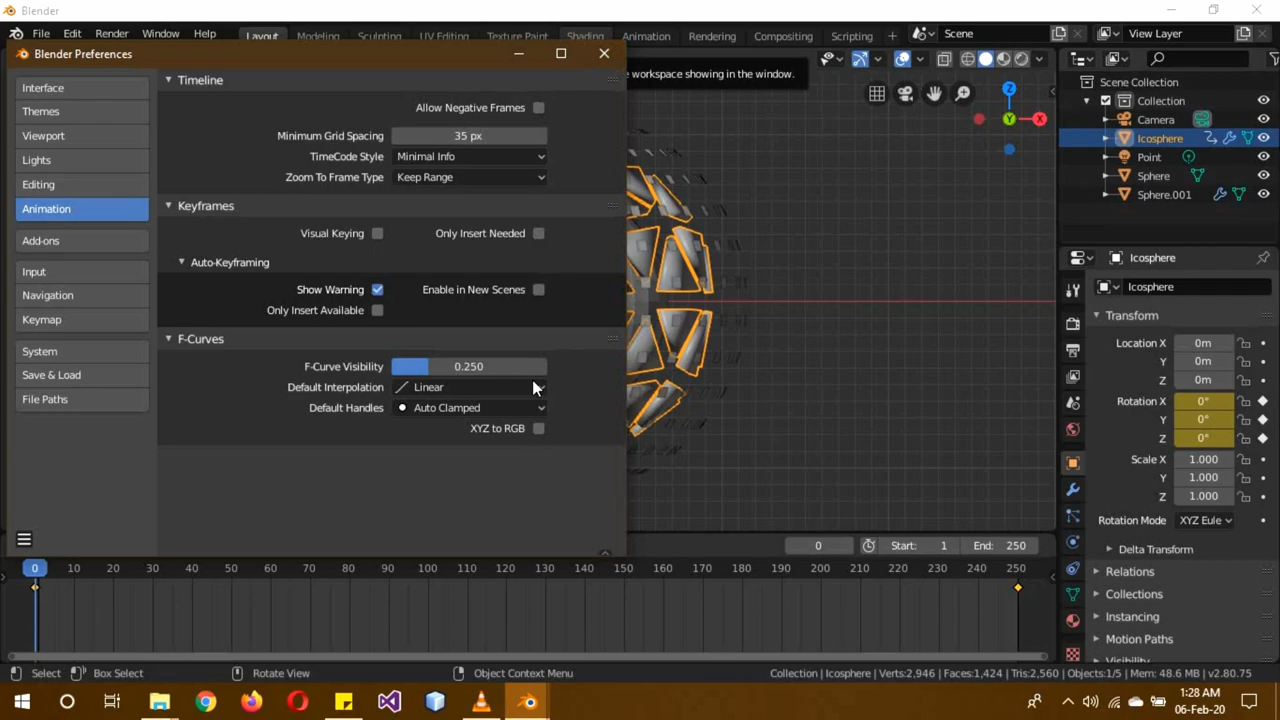 Blender
File Edit Render Window Help Layout Modeling Sculpting UV Editing Texture Paint Shading Animation Rendering Compositing Scripting + Scene View Layer
Blender Preferences
e workspace showing in the window.
Interface
Themes
Viewport
Lights
Editing
Animation
Add-ons
Input
Navigation
Keymap
System
Save & Load
File Paths
Timeline
Allow Negative Frames
Minimum Grid Spacing 35 px
TimeCode Style Minimal Info
Zoom To Frame Type Keep Range
Keyframes
Visual Keying Only Insert Needed
Auto-Keyframing
Show Warning Enable in New Scenes
Only Insert Available
F-Curves
F-Curve Visibility 0.250
Default Interpolation Linear
Default Handles Auto Clamped
XYZ to RGB
Z
Y
X
Scene Collection
Collection
Camera
Icosphere
Point
Sphere
Sphere.001
Icosphere
Icosphere
Transform
Location X 0m
Y 0m
Z 0m
Rotation X 0°
Y 0°
Z 0°
Scale X 1.000
Y 1.000
Z 1.000
Rotation Mode XYZ Eule
Delta Transform
Relations
Collections
Instancing
Motion Paths
Visibility
0 Start: 1 End: 250
0 10 20 30 40 50 60 70 80 90 100 110 120 130 140 150 160 170 180 190 200 210 220 230 240 250
Select Box Select Rotate View Object Context Menu Collection | Icosphere | Verts:2,946 | Faces:1,424 | Tris:2,560 | Objects:1/5 | Mem: 48.6 MB | v2.80.75
1:28 AM
06-Feb-20